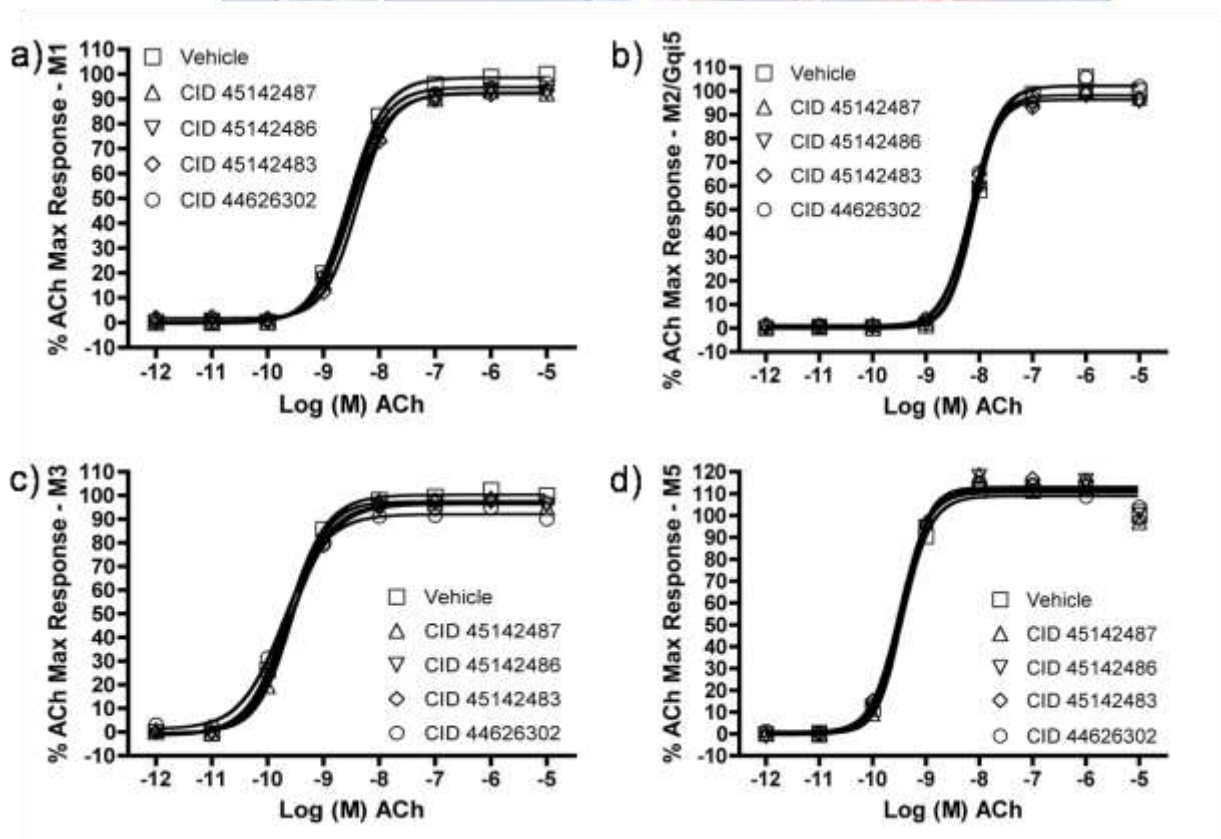 a)
% ACh Max Response - M1
110
100
90
80
70
60
50
40
30
20
10
0
-10
Vehicle
CID 45142487
CID 45142486
CID 45142483
CID 44626302
-12 -11 -10 -9 -8 -7 -6 -5
Log (M) ACh
b)
% ACh Max Response - M2/Gqi5
110
100
90
80
70
60
50
40
30
20
10
0
-10
Vehicle
CID 45142487
CID 45142486
CID 45142483
CID 44626302
-12 -11 -10 -9 -8 -7 -6 -5
Log (M) ACh
c)
% ACh Max Response - M3
110
100
90
80
70
60
50
40
30
20
10
0
-10
Vehicle
CID 45142487
CID 45142486
CID 45142483
CID 44626302
-12 -11 -10 -9 -8 -7 -6 -5
Log (M) ACh
d)
% ACh Max Response - M5
120
110
100
90
80
70
60
50
40
30
20
10
0
-10
Vehicle
CID 45142487
CID 45142486
CID 45142483
CID 44626302
-12 -11 -10 -9 -8 -7 -6 -5
Log (M) ACh